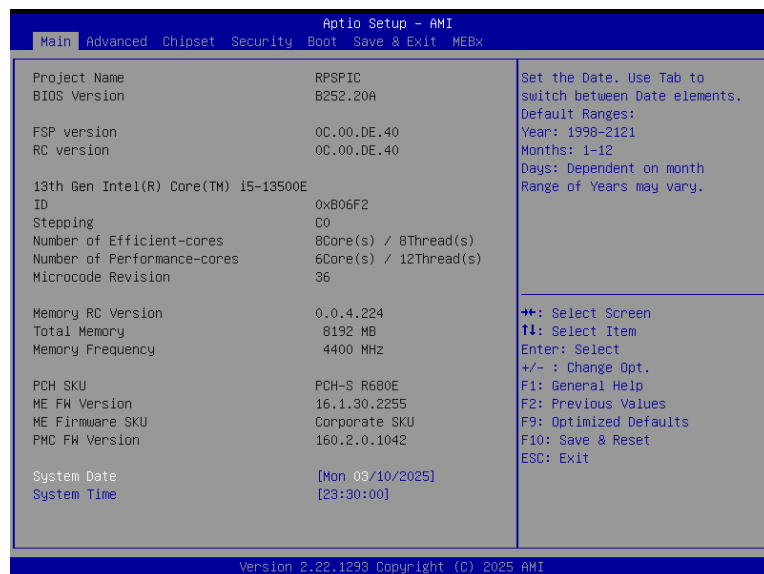 Aptio Setup – AMI
Main Advanced Chipset Security Boot Save & Exit MEBx
Project Name RPSPIC
BIOS Version B252.20A
FSP version 0C.00.DE.40
RC version 0C.00.DE.40
13th Gen Intel(R) Core(TM) i5-13500E
ID 0xB06F2
Stepping C0
Number of Efficient-cores 8Core(s) / 8Thread(s)
Number of Performance-cores 6Core(s) / 12Thread(s)
Microcode Revision 36
Memory RC Version 0.0.4.224
Total Memory 8192 MB
Memory Frequency 4400 MHz
PCH SKU PCH-S R680E
ME FW Version 16.1.30.2255
ME Firmware SKU Corporate SKU
PMC FW Version 160.2.0.1042
System Date [Mon 03/10/2025]
System Time [23:30:00]
Set the Date. Use Tab to
switch between Date elements.
Default Ranges:
Year: 1998-2121
Months: 1-12
Days: Dependent on month
Range of Years may vary.
→←: Select Screen
↑↓: Select Item
Enter: Select
+/- : Change Opt.
F1: General Help
F2: Previous Values
F9: Optimized Defaults
F10: Save & Reset
ESC: Exit
Version 2.22.1293 Copyright (C) 2025 AMI